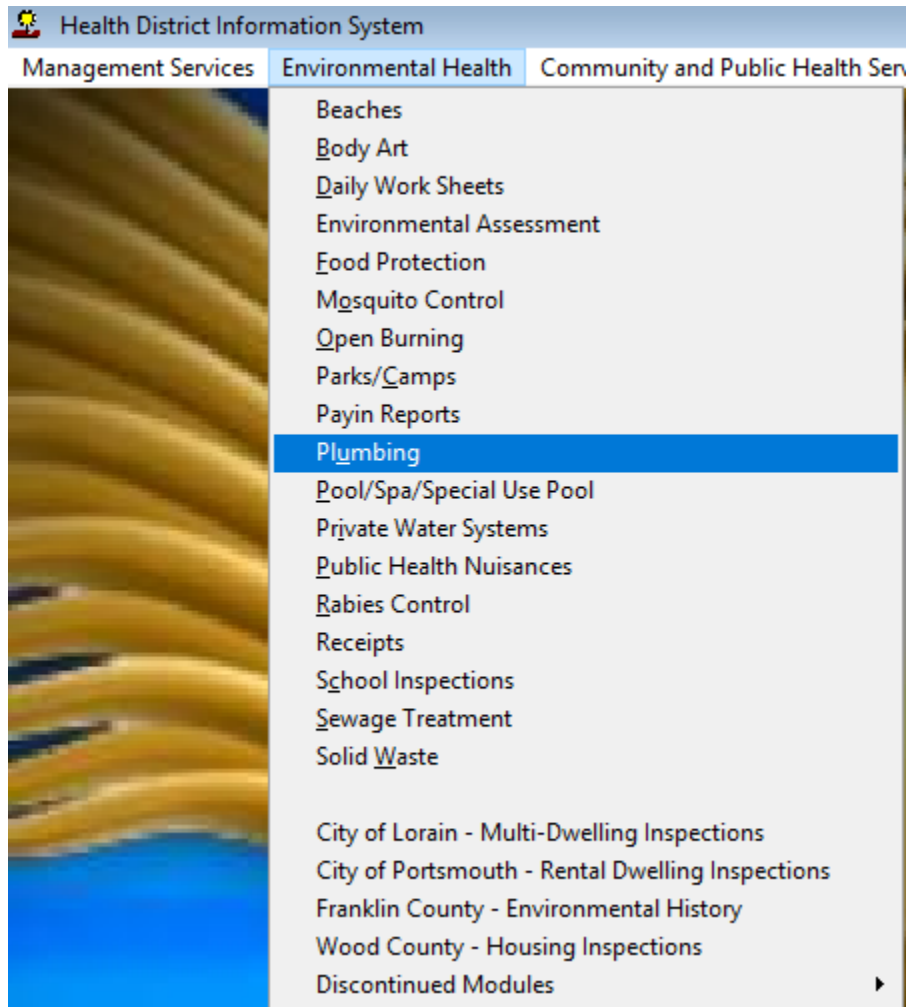 Health District Information System
Management Services Environmental Health Community and Public Health Ser
Beaches
Body Art
Daily Work Sheets
Environmental Assessment
Food Protection
Mosquito Control
Open Burning
Parks/Camps
Payin Reports
Plumbing
Pool/Spa/Special Use Pool
Private Water Systems
Public Health Nuisances
Rabies Control
Receipts
School Inspections
Sewage Treatment
Solid Waste
City of Lorain - Multi-Dwelling Inspections
City of Portsmouth - Rental Dwelling Inspections
Franklin County - Environmental History
Wood County - Housing Inspections
Discontinued Modules